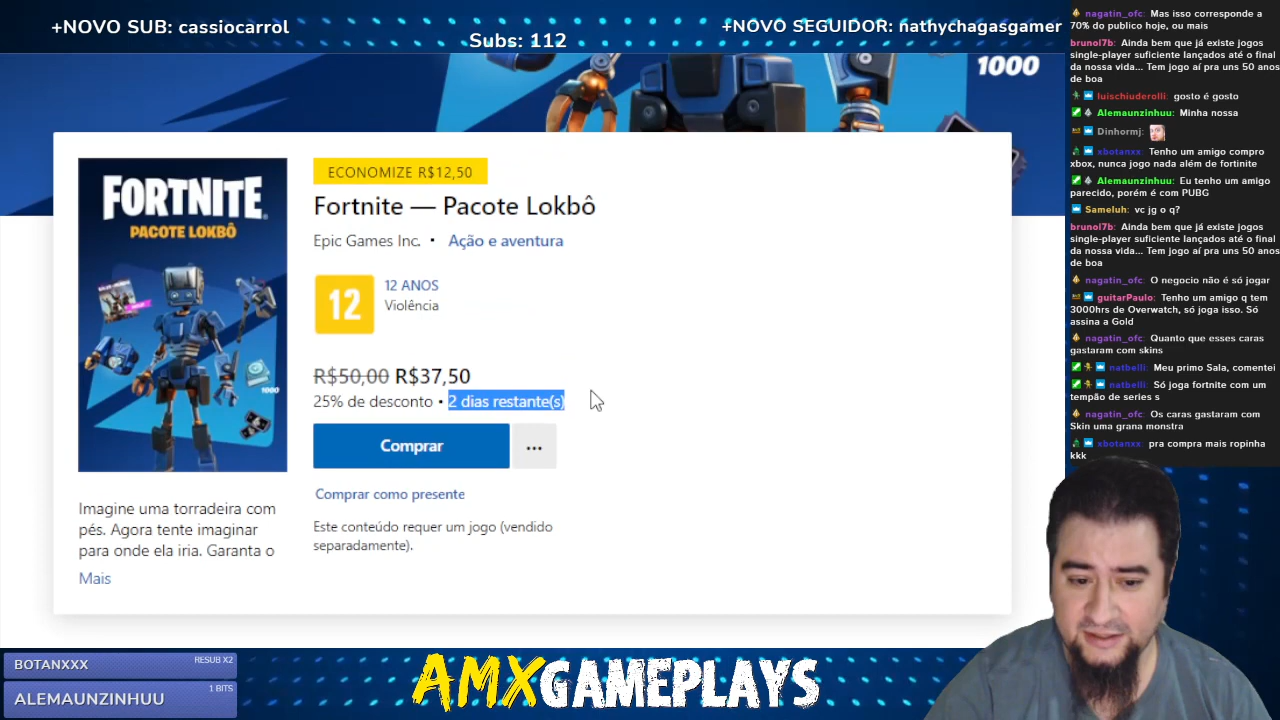 +NOVO SUB: cassiocarrol
Subs: 112
+NOVO SEGUIDOR: nathychagasgamer
1000
FORTNITE
PACOTE LOKBÔ
1000
ECONOMIZE R$12,50
Fortnite — Pacote Lokbô
Epic Games Inc. • Ação e aventura
12
12 ANOS
Violência
R$50,00 R$37,50
25% de desconto • 2 dias restante(s)
Comprar
...
Comprar como presente
Este conteúdo requer um jogo (vendido
separadamente).
Imagine uma torradeira com
pés. Agora tente imaginar
para onde ela iria. Garanta o
Mais
nagatin_ofc: Mas isso corresponde a
70% do publico hoje, ou mais
brunol7b: Ainda bem que já existe jogos
single-player suficiente lançados até o final
da nossa vida... Tem jogo aí pra uns 50 anos
de boa
luischiuderolli: gosto é gosto
Alemaunzinhuu: Minha nossa
Dinhormj:
xbotanxx: Tenho um amigo compro
xbox, nunca jogo nada além de fortinite
Alemaunzinhuu: Eu tenho um amigo
parecido, porém é com PUBG
Sameluh: vc jg o q?
brunol7b: Ainda bem que já existe jogos
single-player suficiente lançados até o final
da nossa vida... Tem jogo aí pra uns 50 anos
de boa
nagatin_ofc: O negocio não é só jogar
guitarPaulo: Tenho um amigo q tem
3000hrs de Overwatch, só joga isso. Só
assina a Gold
nagatin_ofc: Quanto que esses caras
gastaram com skins
natbelli: Meu primo Sala, comentei
natbelli: Só joga fortnite com um
tempão de series s
nagatin_ofc: Os caras gastaram com
Skin uma grana monstra
xbotanxx: pra compra mais ropinha
kkk
BOTANXXX
RESUB X2
ALEMAUNZINHUU
1 BITS
AMXGAMEPLAYS